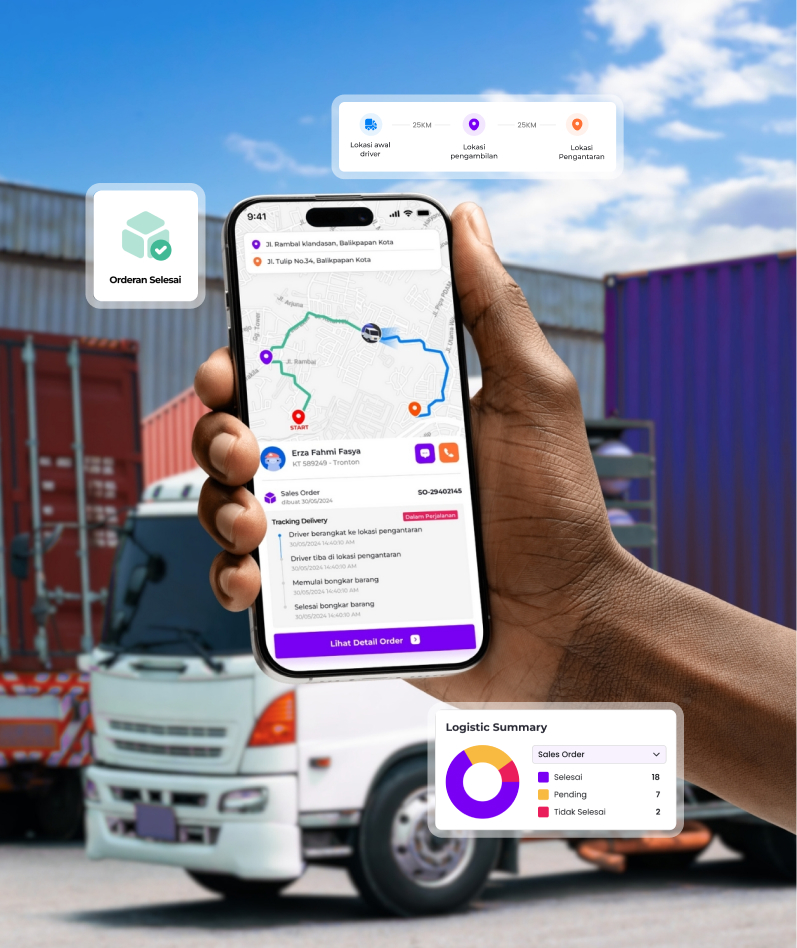 25KM
25KM
Lokasi awal
driver
Lokasi
pengambilan
Lokasi
Pengantaran
Orderan Selesai
9:41
Jl. Rambai klandasan, Balikpapan Kota
Jl. Tulip No.34, Balikpapan Kota
Jl. Arjuna
Gg. Tower
Jl. Rambai
START
Erza Fahmi Fasya
KT 589249 - Tronton
Sales Order
dibuat 30/05/2024
SO-29402145
Tracking Delivery
Dalam Perjalanan
Driver berangkat ke lokasi pengantaran
30/05/2024 14:40:10 AM
Driver tiba di lokasi pengantaran
30/05/2024 14:40:10 AM
Memulai bongkar barang
30/05/2024 14:40:10 AM
Selesai bongkar barang
30/05/2024 14:40:10 AM
Lihat Detail Order
Logistic Summary
Sales Order
Selesai 18
Pending 7
Tidak Selesai 2